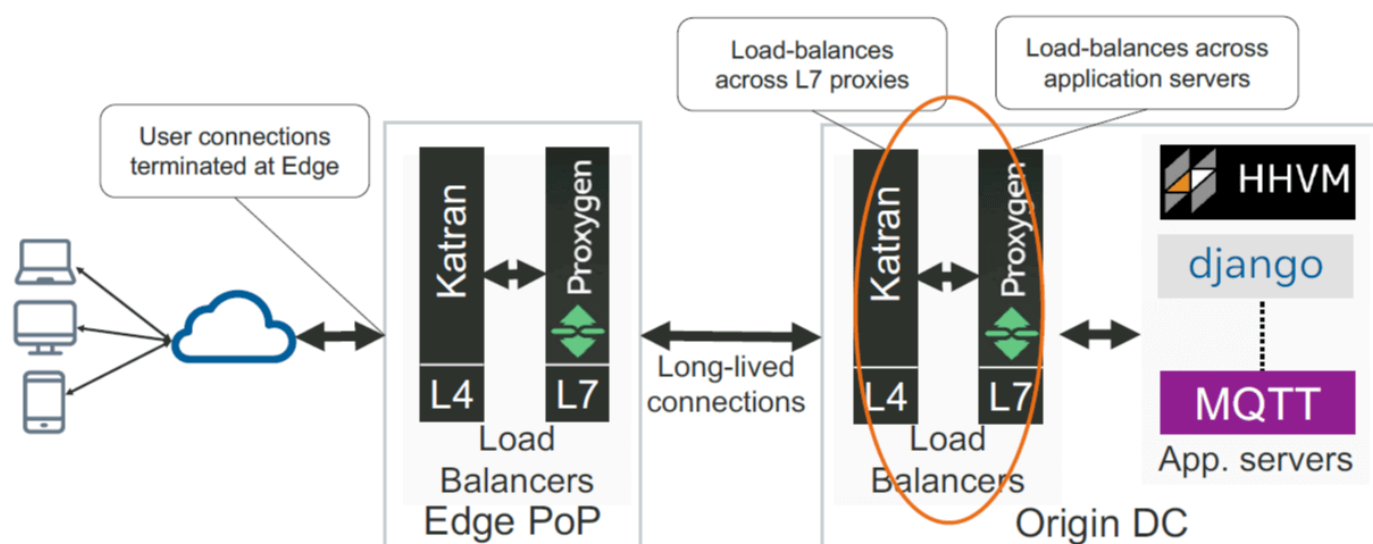 Load-balances
across L7 proxies
Load-balances across
application servers
User connections
terminated at Edge
Katran
Proxygen
L4
L7
Load
Balancers
Edge PoP
Long-lived
connections
Katran
Proxygen
L4
L7
Load
Balancers
HHVM
django
MQTT
App. servers
Origin DC